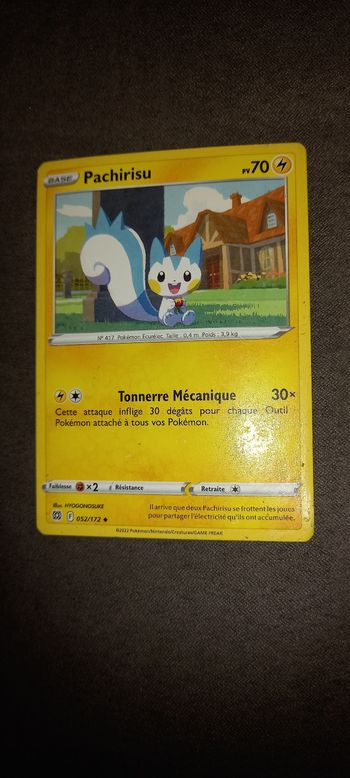 BASE Pachirisu PV70
N° 417 Pokémon Écureléc Taille : 0,4 m Poids : 3,9 kg
Tonnerre Mécanique 30×
Cette attaque inflige 30 dégâts pour chaque Outil
Pokémon attaché à tous vos Pokémon.
Faiblesse ×2 Résistance Retraite
Illus. HYOGONOSUKE
Il arrive que deux Pachirisu se frottent les joues
F 052/172
pour partager l'électricité qu'ils ont accumulée.
©2022 Pokémon/Nintendo/Creatures/GAME FREAK